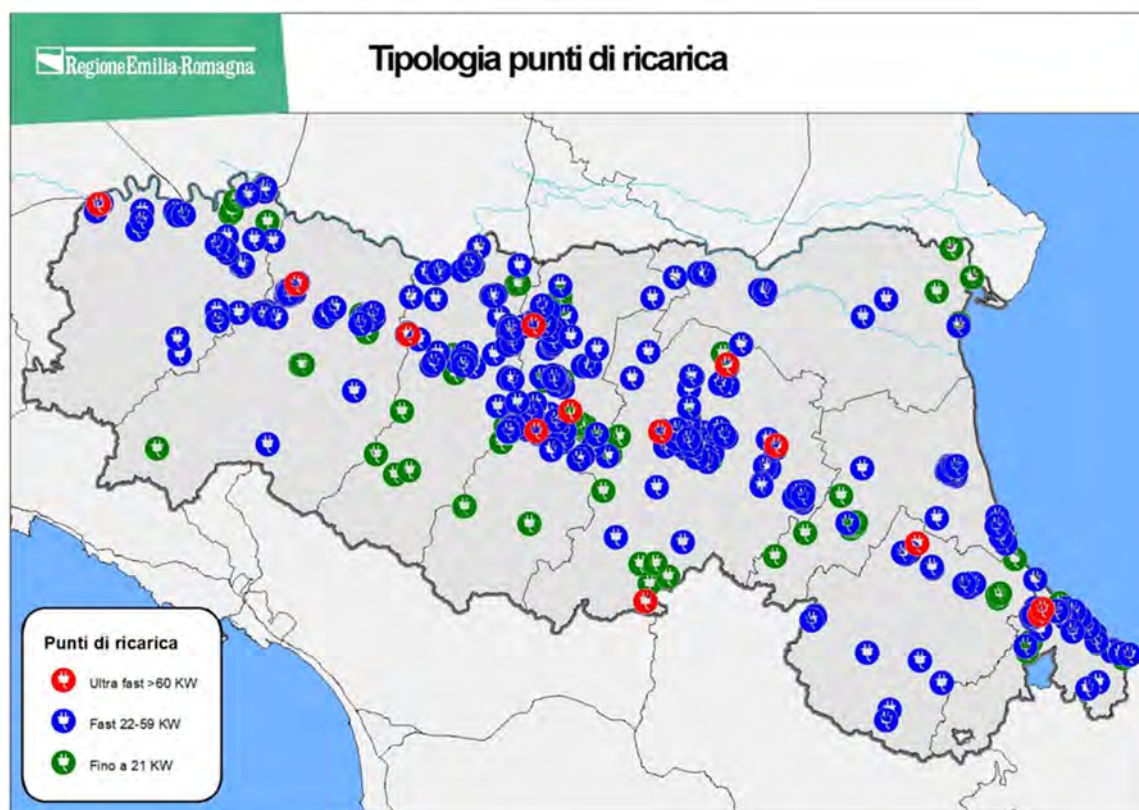 RegioneEmilia-Romagna
Tipologia punti di ricarica
Punti di ricarica
Ultra fast >60 KW
Fast 22-59 KW
Fino a 21 KW